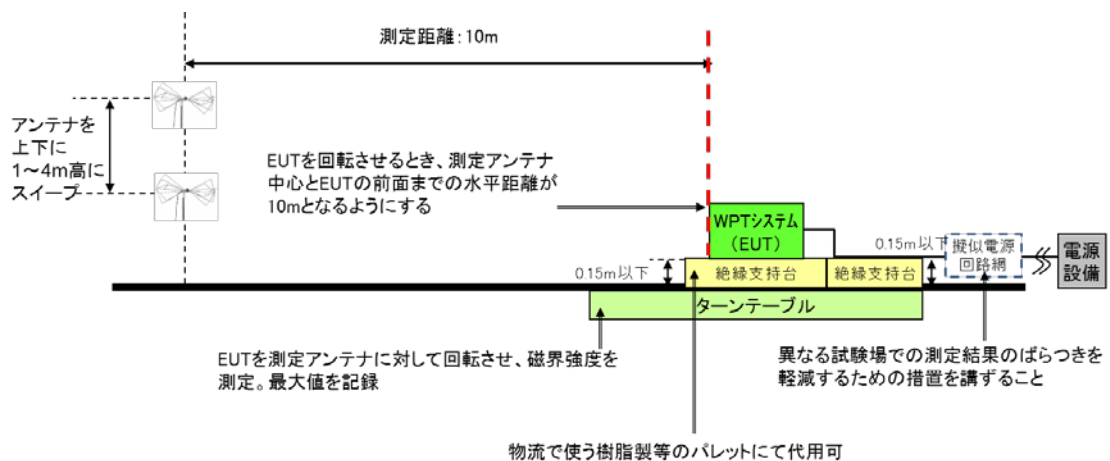 測定距離:10m
アンテナを
上下に
1~4m高に
スイープ
EUTを回転させるとき、測定アンテナ
中心とEUTの前面までの水平距離が
10mとなるようにする
WPTシステム
(EUT)
0.15m以下
擬似電源
回路網
電源
設備
0.15m以下
絶縁支持台
絶縁支持台
ターンテーブル
EUTを測定アンテナに対して回転させ、磁界強度を
測定。最大値を記録
異なる試験場での測定結果のばらつきを
軽減するための措置を講ずること
物流で使う樹脂製等のパレットにて代用可